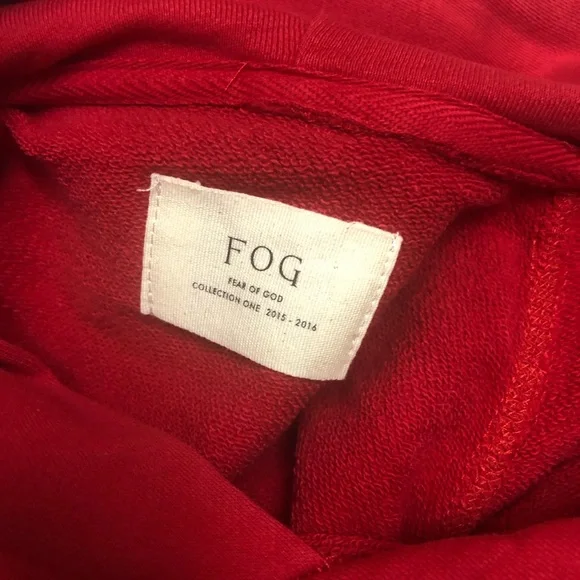 FOG
FEAR OF GOD
COLLECTION ONE 2015 - 2016